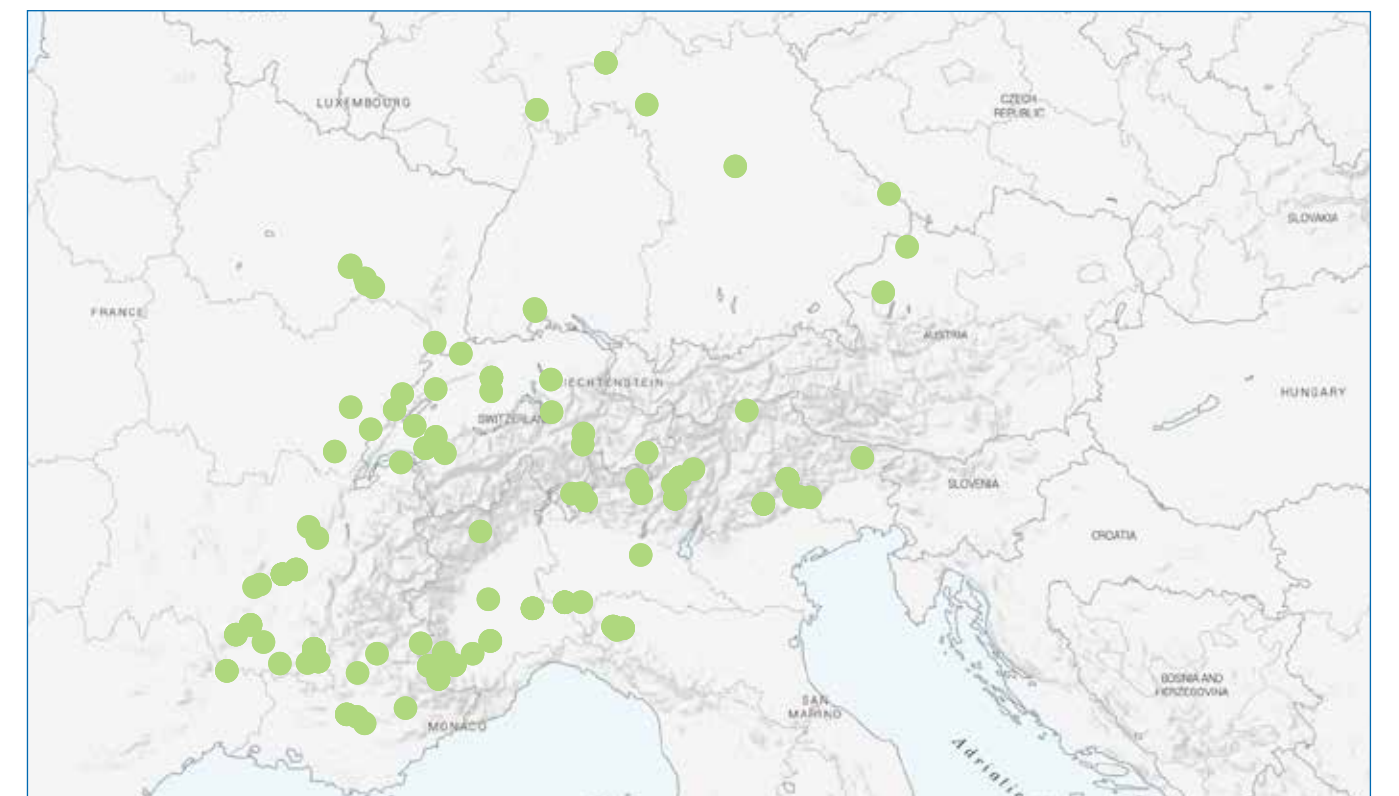 LUXEMBOURG
CZECH
REPUBLIC
SLOVAKIA
FRANCE
AUSTRIA
LIECHTENSTEIN
HUNGARY
SWITZERLAND
SLOVENIA
CROATIA
BOSNIA AND
HERZEGOVINA
SAN
MARINO
MONACO
Adriatic